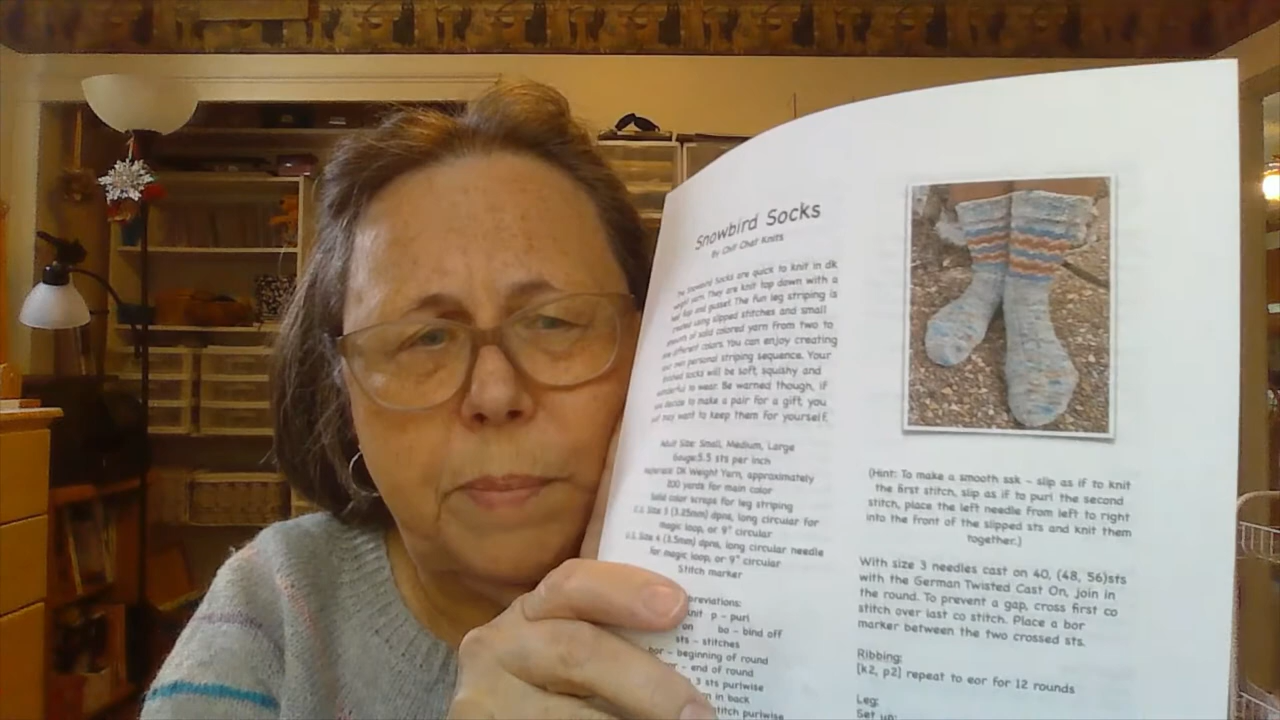 Snowbird Socks
By Chit Chat Knits
The Snowbird Socks are quick to knit in dk
weight yarn. They are knit top down with a
heel flap and gusset. The fun leg striping is
created using slipped stitches and small
amounts of solid colored yarn from two to
five different colors. You can enjoy creating
your own personal striping sequence. Your
finished socks will be soft, squishy and
wonderful to wear. Be warned though, if
you decide to make a pair for a gift, you
just may want to keep them for yourself.
Adult Size: Small, Medium, Large
Gauge:5.5 sts per inch
Materials: DK Weight Yarn, approximately
200 yards for main color
Solid color scraps for leg striping
U.S. Size 3 (3.25mm) dpns, long circular for
magic loop, or 9" circular
U.S. Size 4 (3.5mm) dpns, long circular needle
for magic loop, or 9" circular
Stitch marker
breviations:
knit p - purl
on bo - bind off
sts - stitches
bor - beginning of round
- end of round
3 sts purlwise
n in back
stitch purlwise
(Hint: To make a smooth ssk - slip as if to knit
the first stitch, slip as if to purl the second
stitch, place the left needle from left to right
into the front of the slipped sts and knit them
together.)
With size 3 needles cast on 40, (48, 56)sts
with the German Twisted Cast On, join in
the round. To prevent a gap, cross first co
stitch over last co stitch. Place a bor
marker between the two crossed sts.
Ribbing:
[k2, p2] repeat to eor for 12 rounds
Leg:
Set up: